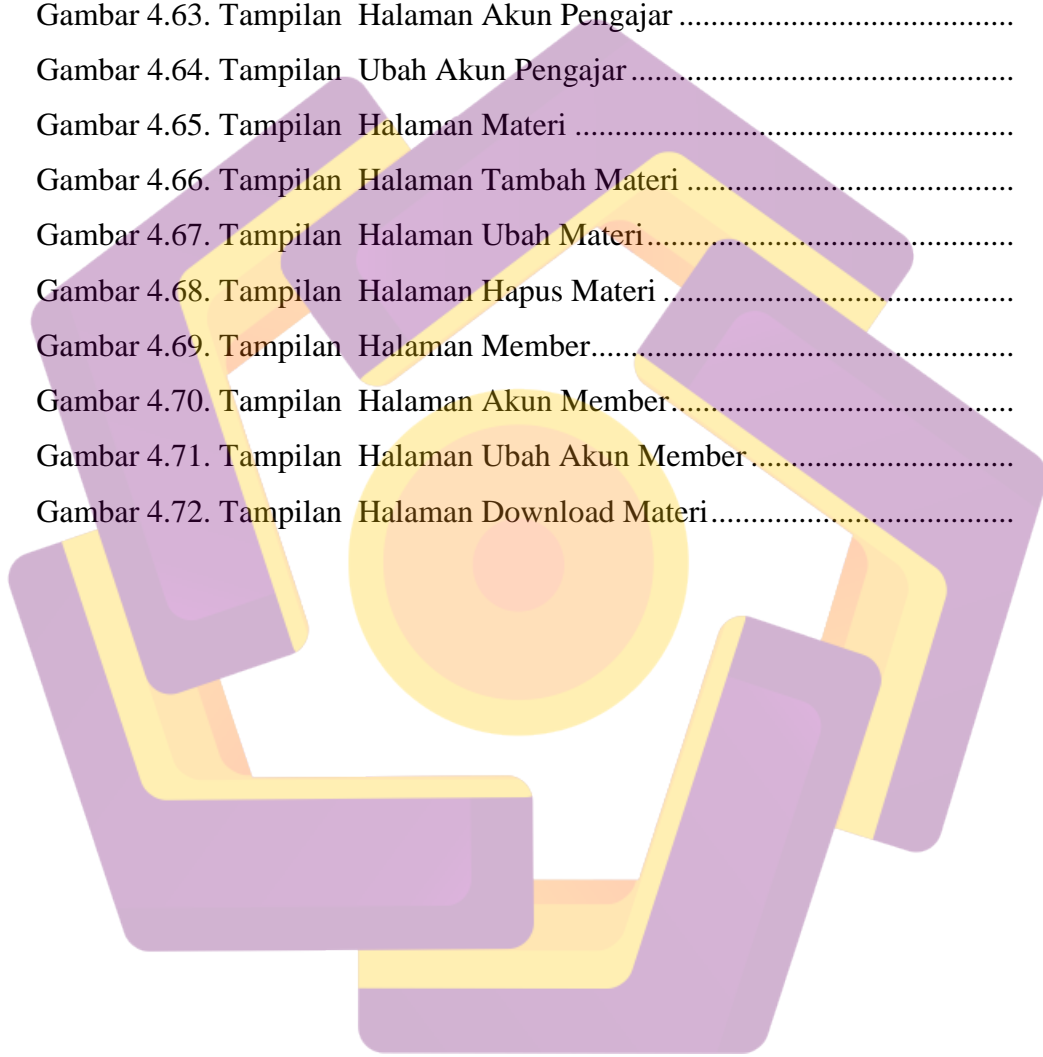 Gambar 4.63. Tampilan  Halaman Akun Pengajar ..........................................
Gambar 4.64. Tampilan  Ubah Akun Pengajar ................................................
Gambar 4.65. Tampilan  Halaman Materi .......................................................
Gambar 4.66. Tampilan  Halaman Tambah Materi .........................................
Gambar 4.67. Tampilan  Halaman Ubah Materi ..............................................
Gambar 4.68. Tampilan  Halaman Hapus Materi ............................................
Gambar 4.69. Tampilan  Halaman Member.....................................................
Gambar 4.70. Tampilan  Halaman Akun Member...........................................
Gambar 4.71. Tampilan  Halaman Ubah Akun Member .................................
Gambar 4.72. Tampilan  Halaman Download Materi ......................................